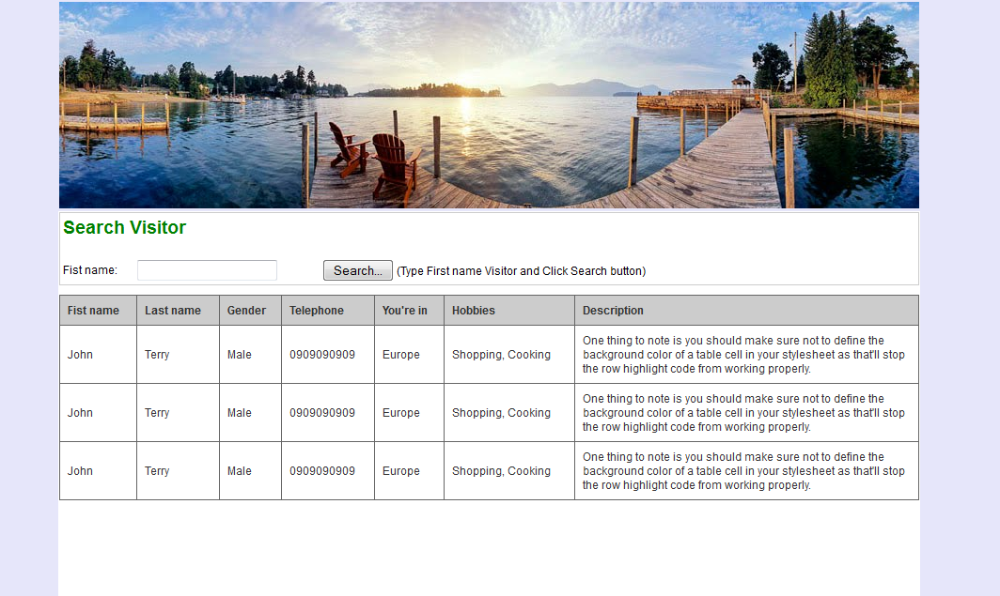 Search Visitor
Fist name:
Search... (Type First name Visitor and Click Search button)
Fist name Last name Gender Telephone You're in Hobbies Description
John Terry Male 0909090909 Europe Shopping, Cooking One thing to note is you should make sure not to define the
background color of a table cell in your stylesheet as that'll stop
the row highlight code from working properly.
John Terry Male 0909090909 Europe Shopping, Cooking One thing to note is you should make sure not to define the
background color of a table cell in your stylesheet as that'll stop
the row highlight code from working properly.
John Terry Male 0909090909 Europe Shopping, Cooking One thing to note is you should make sure not to define the
background color of a table cell in your stylesheet as that'll stop
the row highlight code from working properly.